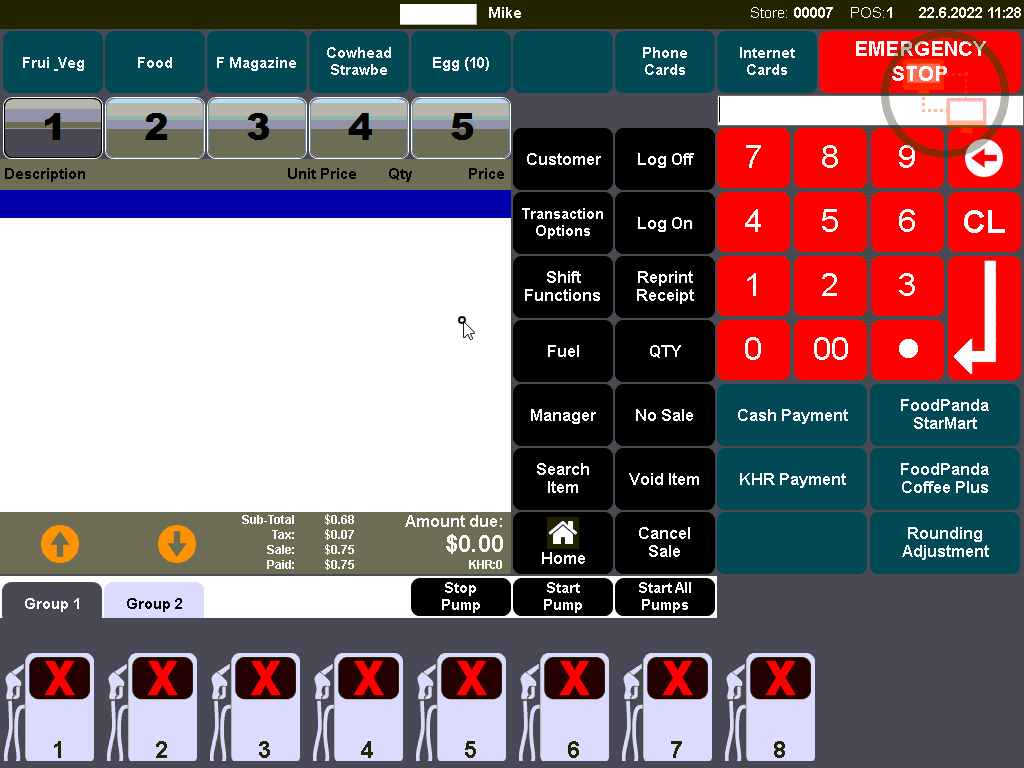 Mike
Store: 00007 POS:1 22.6.2022 11:28
Frui_Veg
Food
F Magazine
Cowhead
Strawbe
Egg (10)
Phone
Cards
Internet
Cards
EMERGENCY
STOP
1
2
3
4
5
Description Unit Price Qty Price
Customer
Log Off
7
8
9
Transaction
Options
Log On
4
5
6
CL
Shift
Functions
Reprint
Receipt
1
2
3
Fuel
QTY
0
00
Manager
No Sale
Cash Payment
FoodPanda
StarMart
Search
Item
Void Item
KHR Payment
FoodPanda
Coffee Plus
Sub-Total $0.68
Tax: $0.07
Sale: $0.75
Paid: $0.75
Amount due:
$0.00
KHR:0
Home
Cancel
Sale
Rounding
Adjustment
Group 1
Group 2
Stop
Pump
Start
Pump
Start All
Pumps
X X X X X X X X
1 2 3 4 5 6 7 8